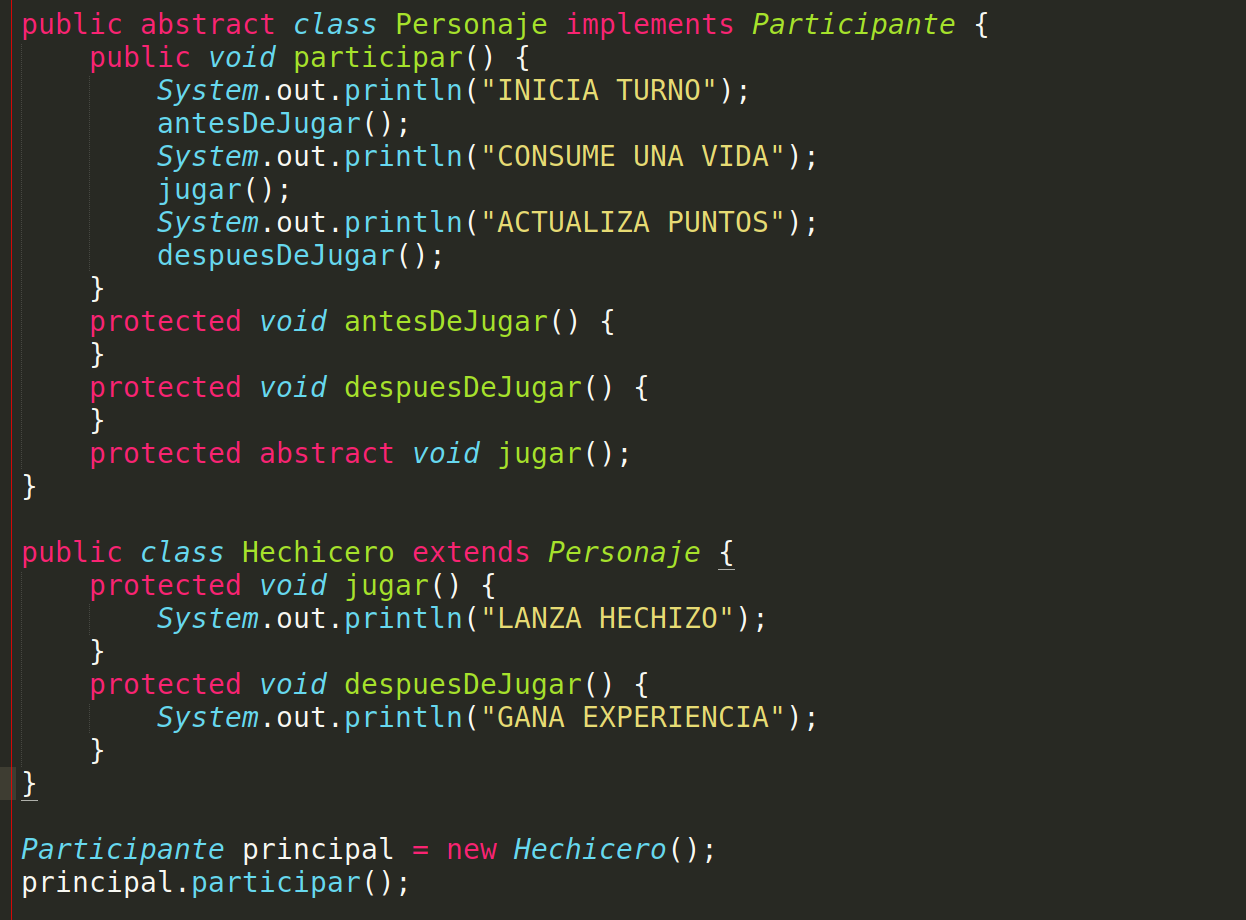 public abstract class Personaje implements Participante {
    public void participar() {
        System.out.println("INICIA TURNO");
        antesDeJugar();
        System.out.println("CONSUME UNA VIDA");
        jugar();
        System.out.println("ACTUALIZA PUNTOS");
        despuesDeJugar();
    }
    protected void antesDeJugar() {
    }
    protected void despuesDeJugar() {
    }
    protected abstract void jugar();
}

public class Hechicero extends Personaje {
    protected void jugar() {
        System.out.println("LANZA HECHIZO");
    }
    protected void despuesDeJugar() {
        System.out.println("GANA EXPERIENCIA");
    }
}

Participante principal = new Hechicero();
principal.participar();